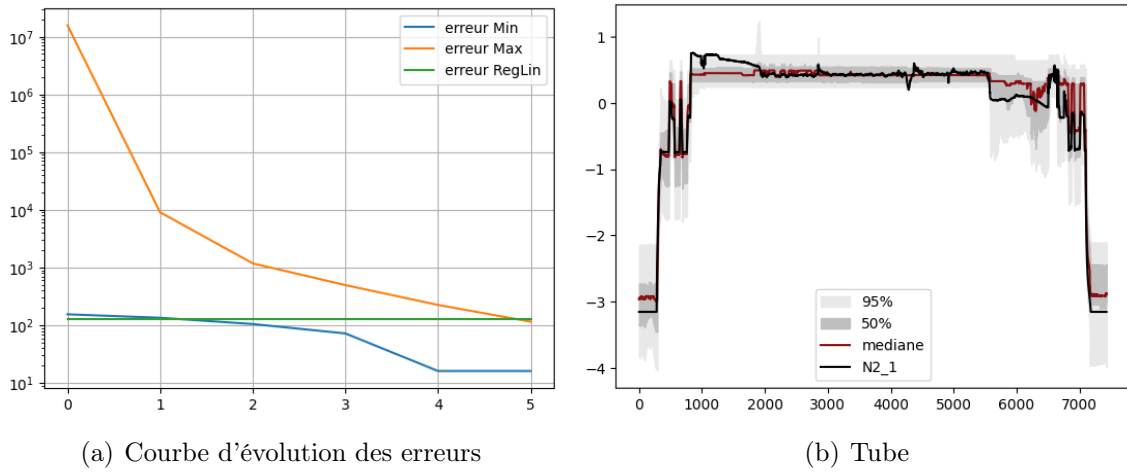 10^7
10^6
10^5
10^4
10^3
10^2
10^1
0 1 2 3 4 5
erreur Min
erreur Max
erreur RegLin
(a) Courbe d'évolution des erreurs
1
0
−1
−2
−3
−4
0 1000 2000 3000 4000 5000 6000 7000
95%
50%
mediane
N2_1
(b) Tube